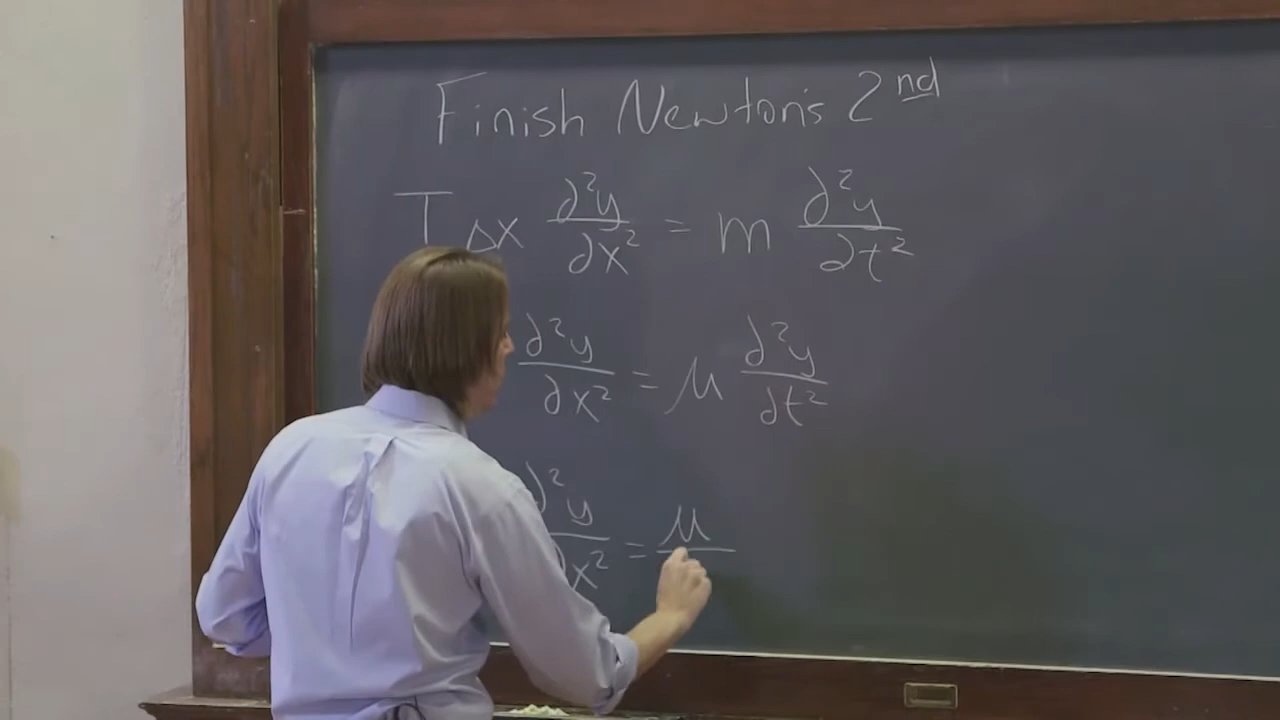 Finish Newton's 2nd
T Δx ∂²y/∂x² = m ∂²y/∂t²
∂²y/∂x² = μ ∂²y/∂t²
∂²y/∂x² = μ/